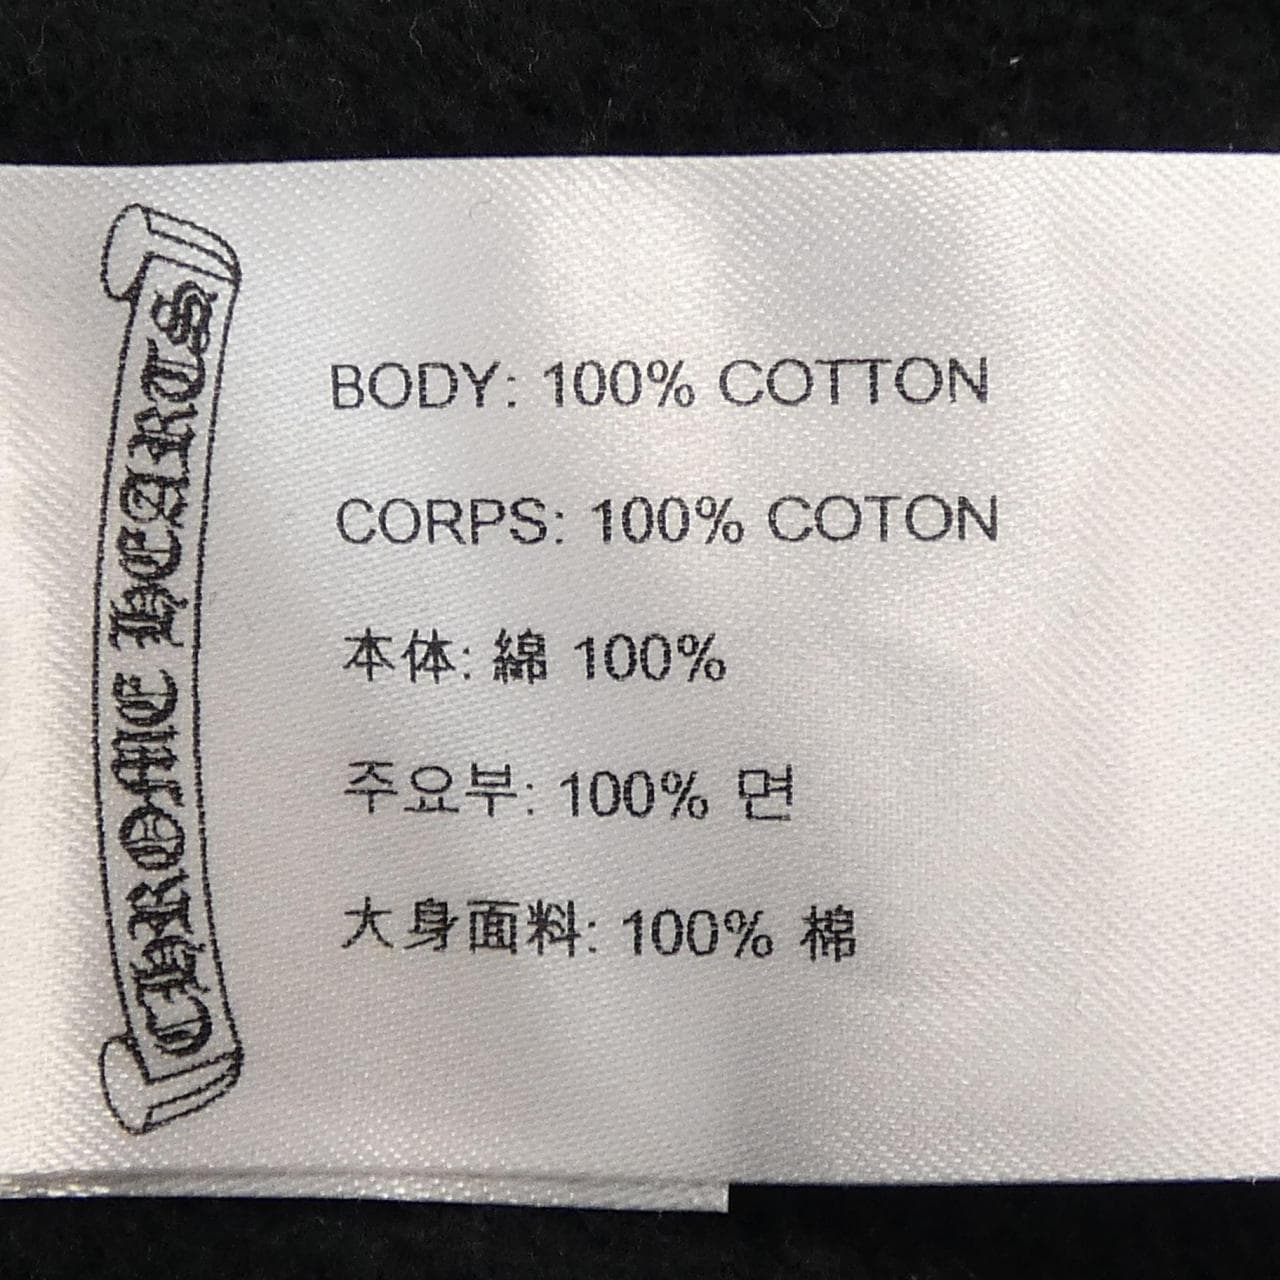 CHROME HEARTS
BODY: 100% COTTON
CORPS: 100% COTON
本体: 綿 100%
주요부: 100% 면
大身面料: 100% 棉